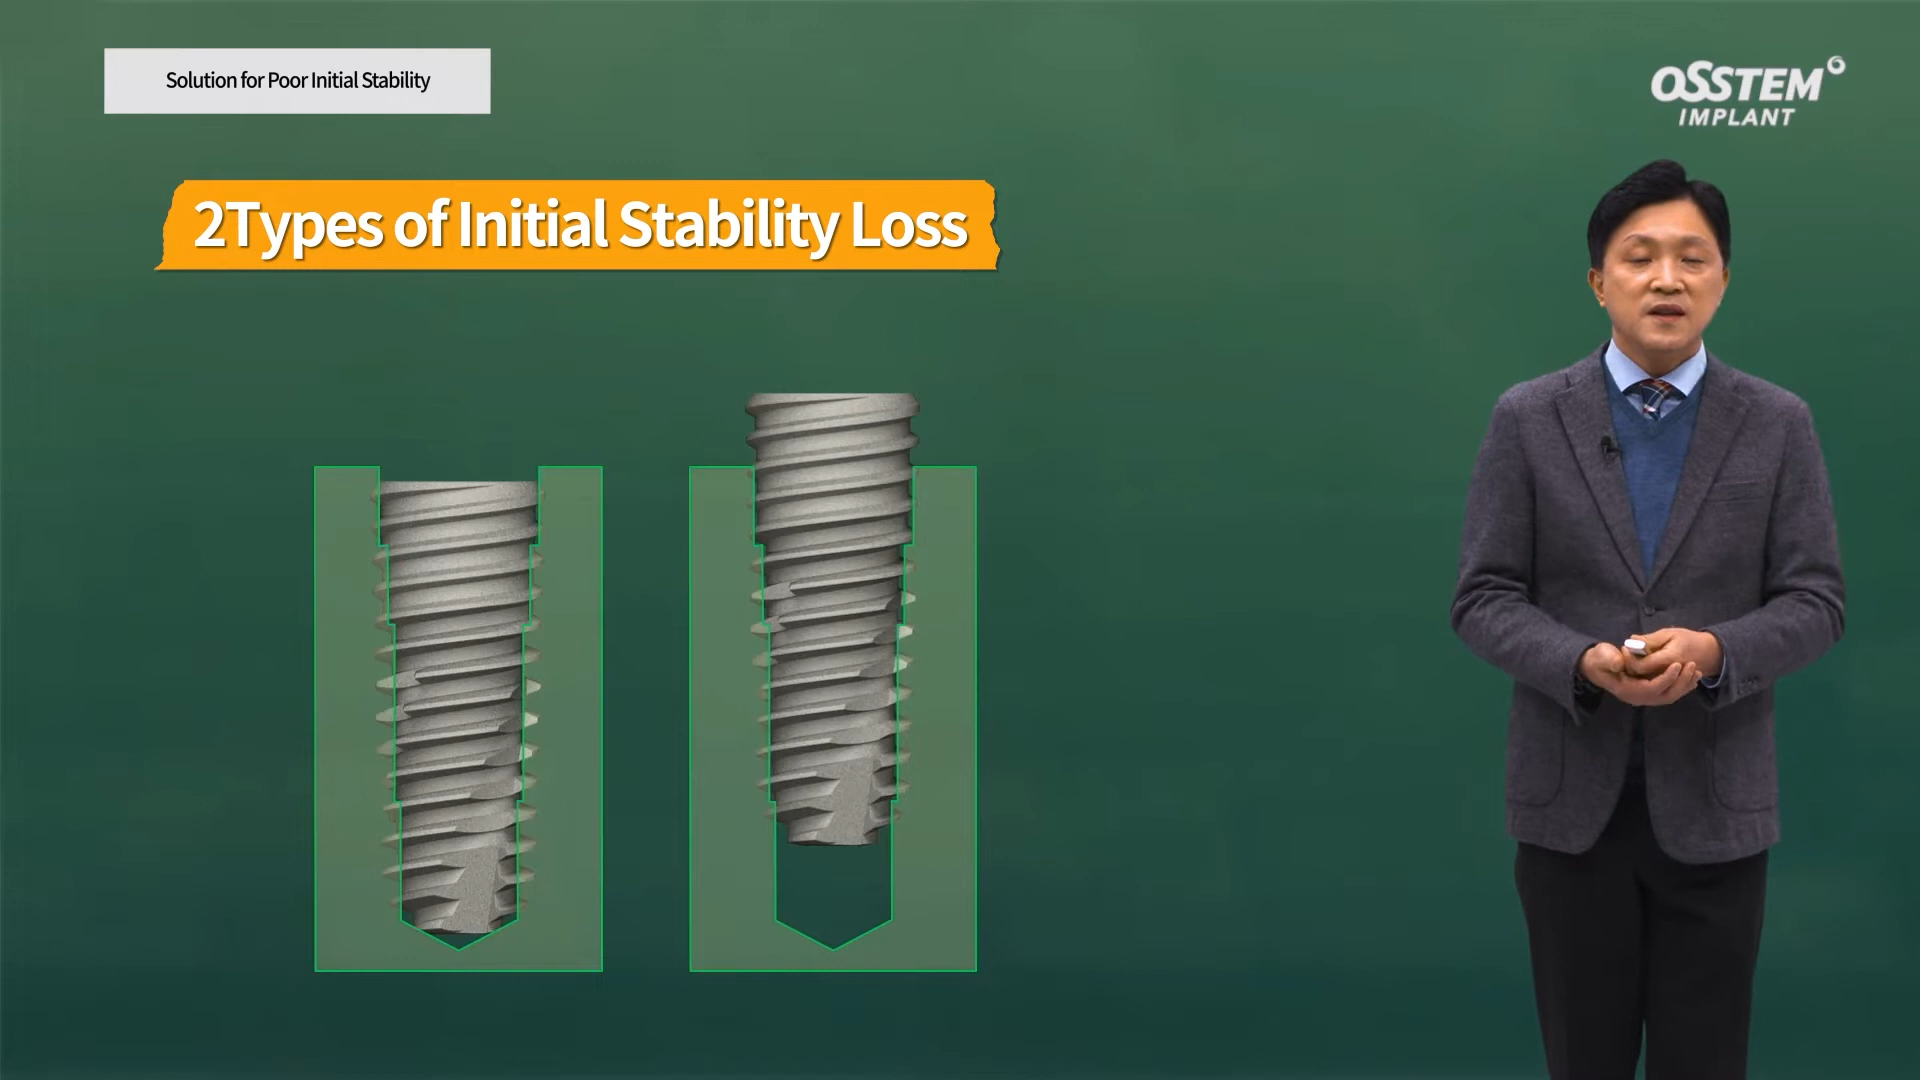 Solution for Poor Initial Stability
OSSTEM
IMPLANT
2Types of Initial Stability Loss